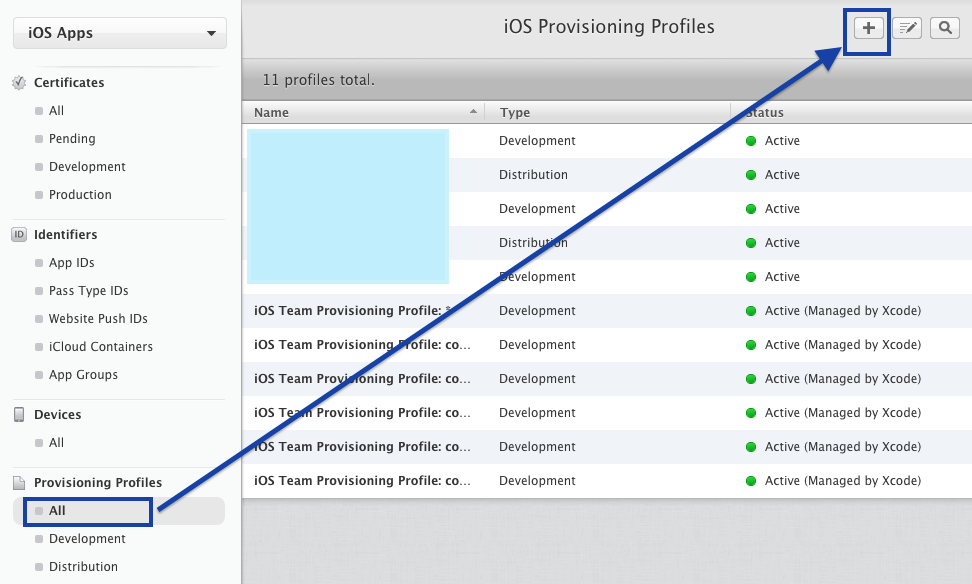 iOS Apps
Certificates
All
Pending
Development
Production
ID Identifiers
App IDs
Pass Type IDs
Website Push IDs
iCloud Containers
App Groups
Devices
All
Provisioning Profiles
All
Development
Distribution
iOS Provisioning Profiles
11 profiles total.
Name Type Status
Development Active
Distribution Active
Development Active
Distribution Active
Development Active
iOS Team Provisioning Profile: * Development Active (Managed by Xcode)
iOS Team Provisioning Profile: co... Development Active (Managed by Xcode)
iOS Team Provisioning Profile: co... Development Active (Managed by Xcode)
iOS Team Provisioning Profile: co... Development Active (Managed by Xcode)
iOS Team Provisioning Profile: co... Development Active (Managed by Xcode)
iOS Team Provisioning Profile: co... Development Active (Managed by Xcode)